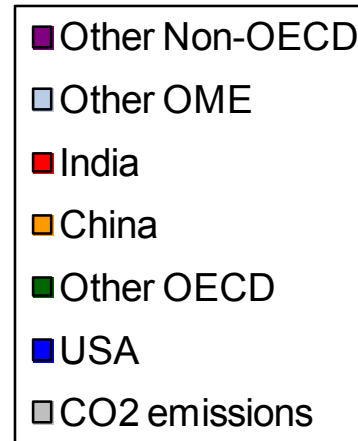 Other Non-OECD
Other OME
India
China
Other OECD
USA
CO2 emissions